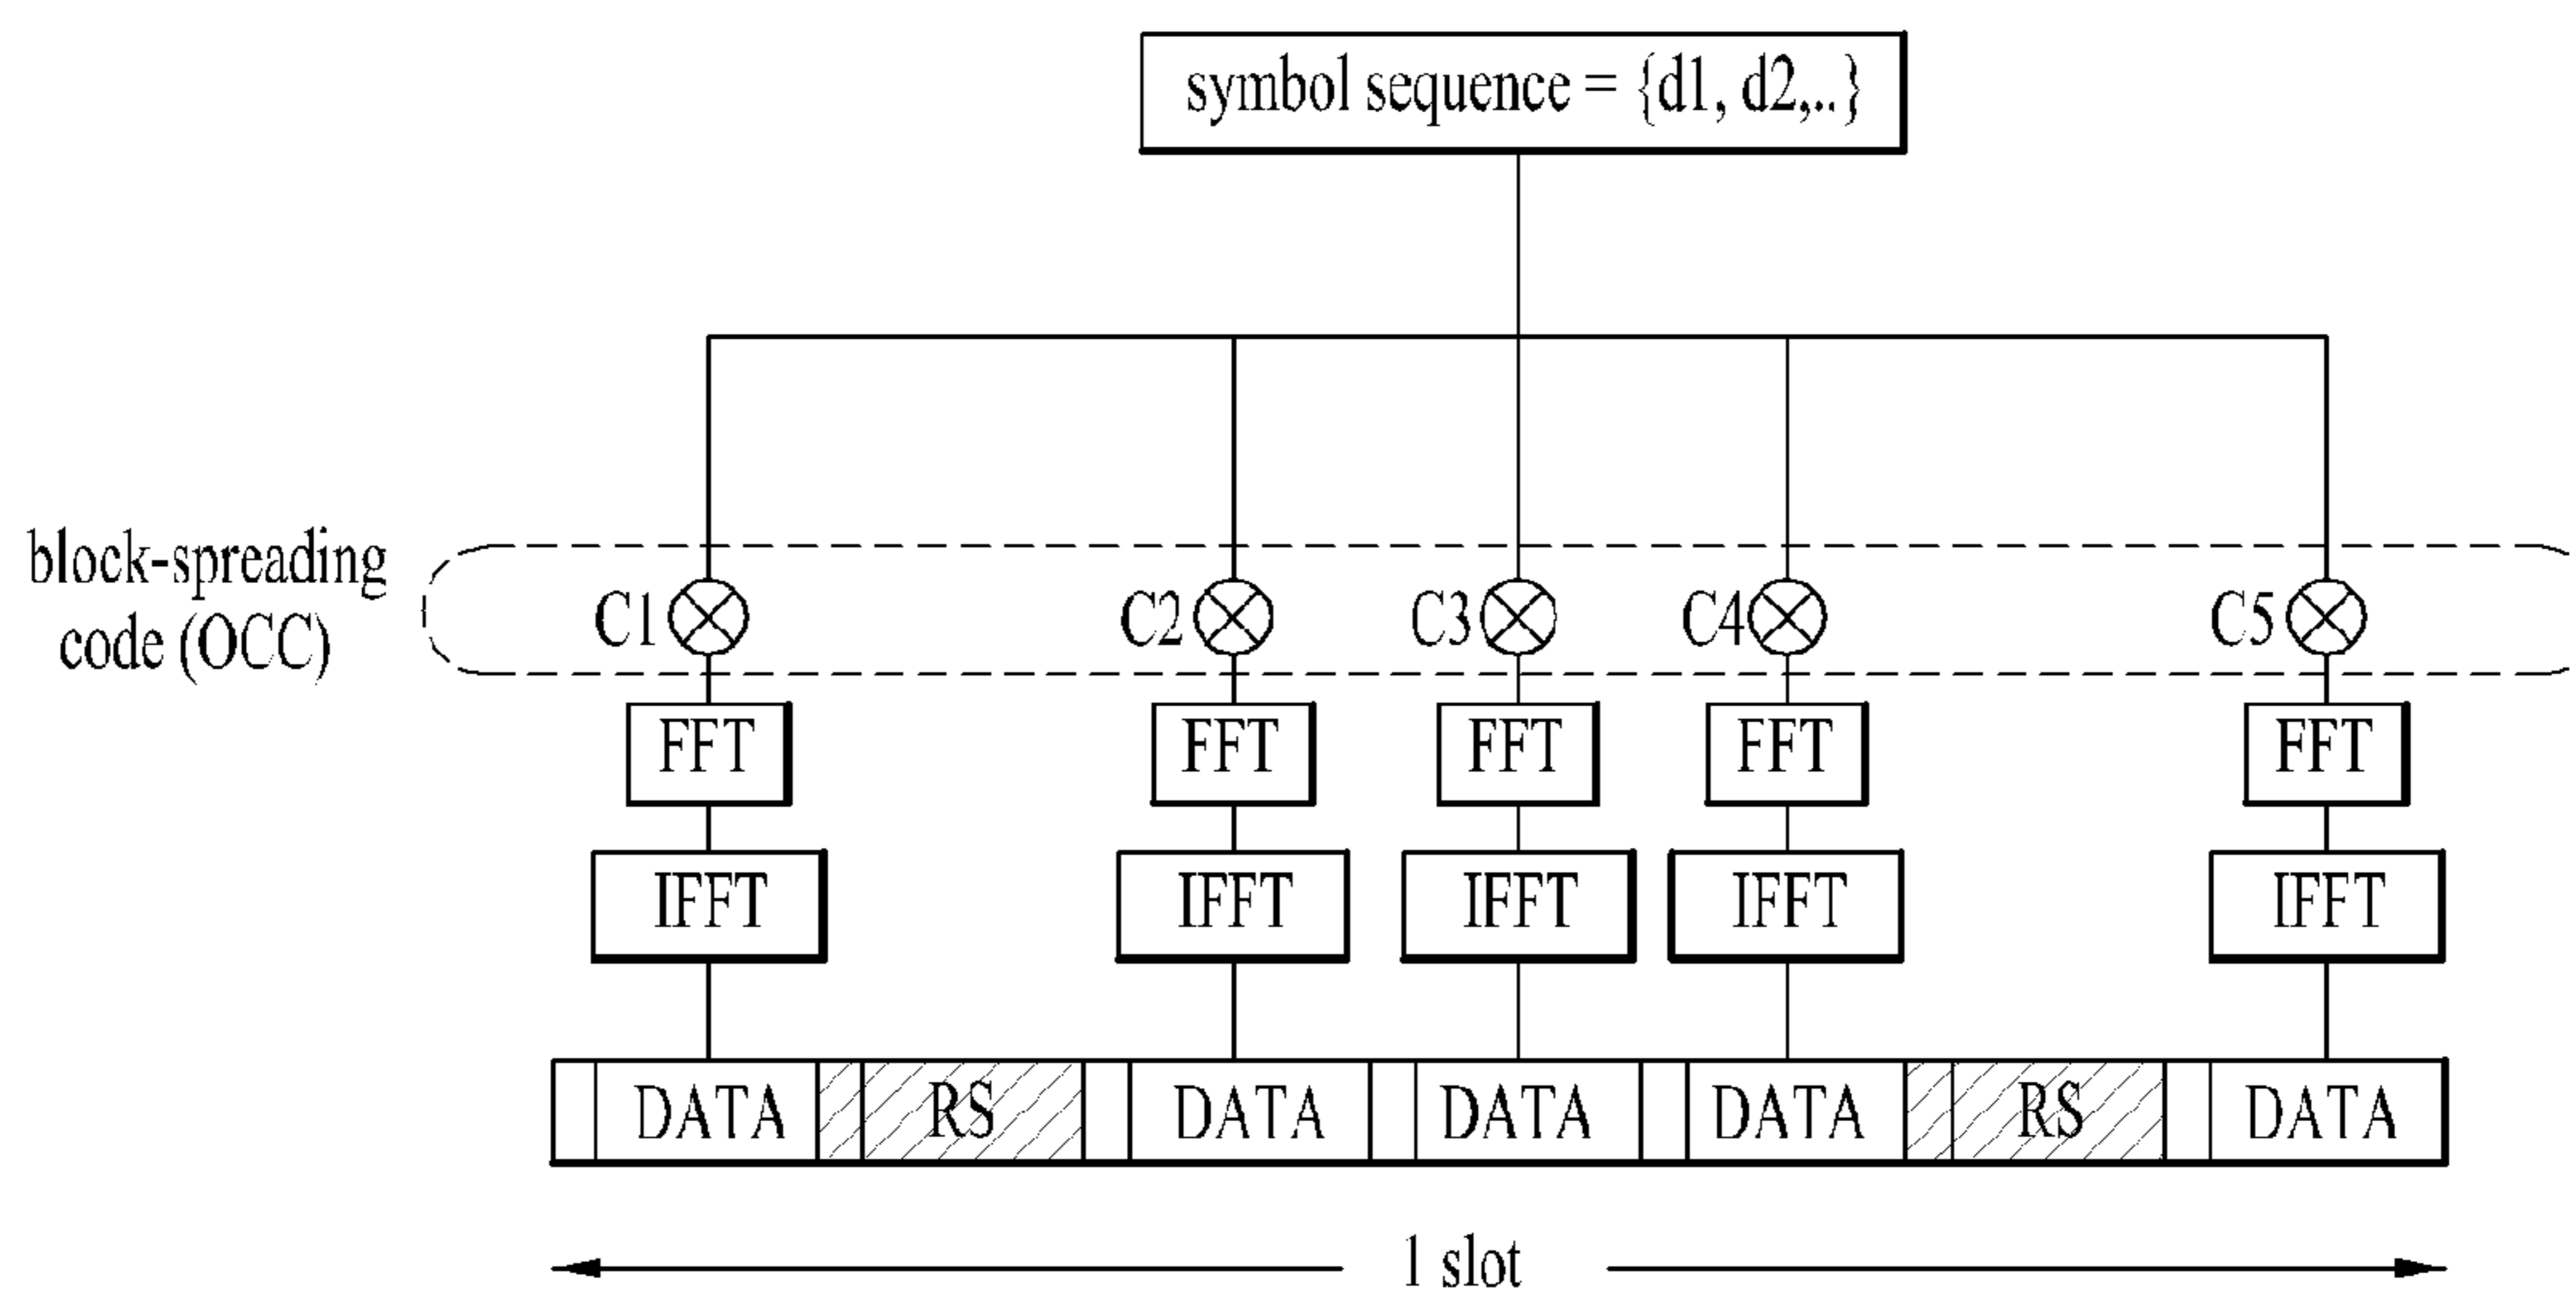 symbol sequence = {d1, d2,..}
block-spreading
code (OCC)
C1 C2 C3 C4 C5
FFT FFT FFT FFT FFT
IFFT IFFT IFFT IFFT IFFT
DATA RS DATA DATA DATA RS DATA
1 slot